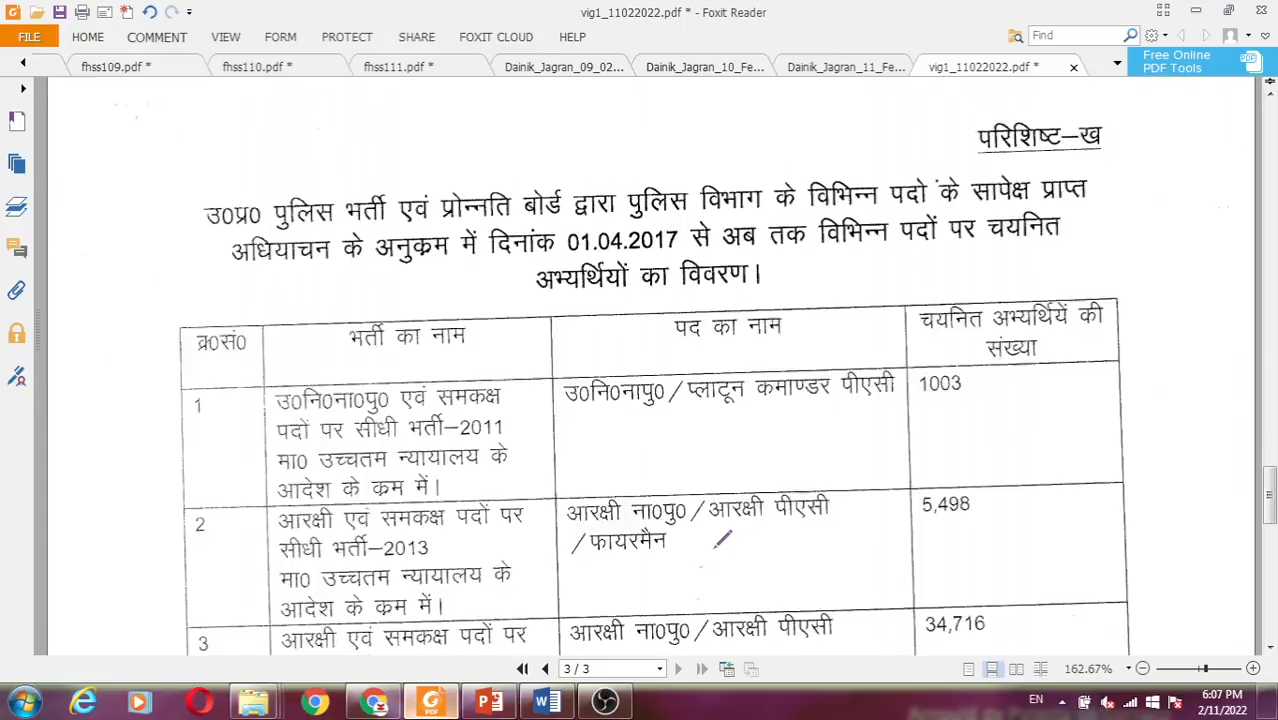 vig1_11022022.pdf * - Foxit Reader
FILE HOME COMMENT VIEW FORM PROTECT SHARE FOXIT CLOUD HELP Find
fhss109.pdf * fhss110.pdf * fhss111.pdf * Dainik_Jagran_09_02... Dainik_Jagran_10_Fe... Dainik_Jagran_11_Fe... vig1_11022022.pdf *
Free Online
PDF Tools
परिशिष्ट–ख
उ0प्र0 पुलिस भर्ती एवं प्रोन्नति बोर्ड द्वारा पुलिस विभाग के विभिन्न पदो के सापेक्ष प्राप्त
अधियाचन के अनुक्रम में दिनांक 01.04.2017 से अब तक विभिन्न पदों पर चयनित
अभ्यर्थियों का विवरण।
क्र0सं0 भर्ती का नाम पद का नाम चयनित अभ्यर्थियें की
संख्या
1 उ0नि0ना0पु0 एवं समकक्ष उ0नि0नापु0/प्लाटून कमाण्डर पीएसी 1003
पदों पर सीधी भर्ती–2011
मा0 उच्चतम न्यायालय के
आदेश के क्रम में।
2 आरक्षी एवं समकक्ष पदों पर आरक्षी ना0पु0/आरक्षी पीएसी 5,498
सीधी भर्ती–2013 /फायरमैन
मा0 उच्चतम न्यायालय के
आदेश के क्रम में।
3 आरक्षी एवं समकक्ष पदों पर आरक्षी ना0पु0/आरक्षी पीएसी 34,716
3 / 3 162.67%
EN 6:07 PM
2/11/2022